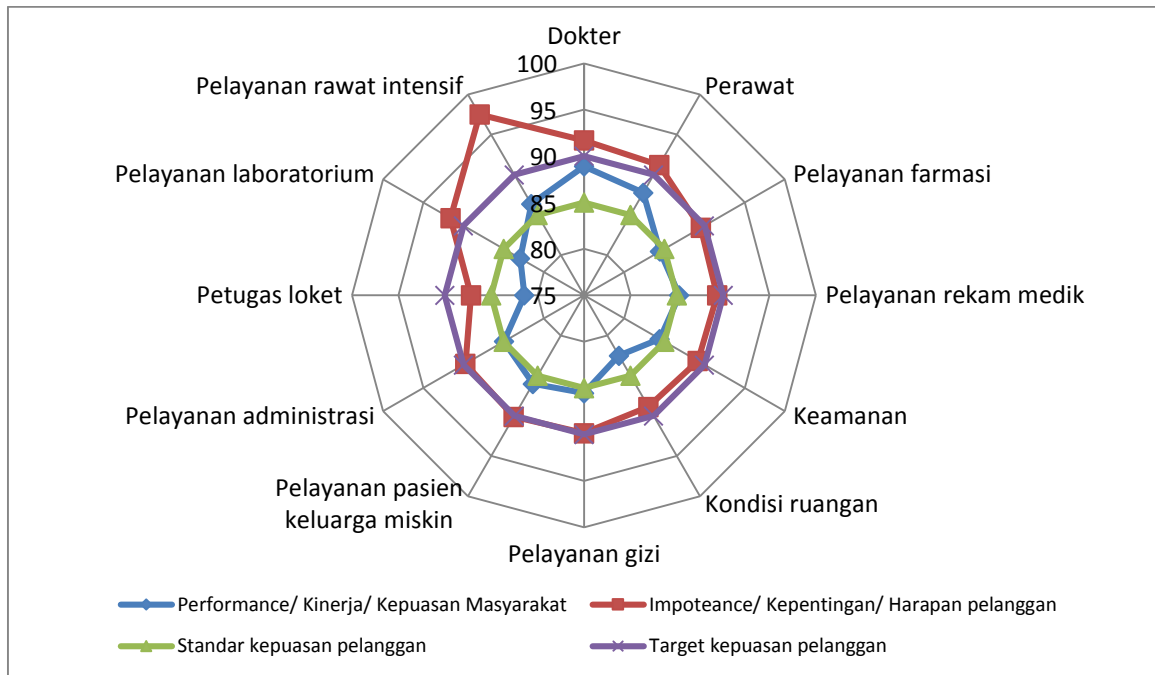 Dokter
100
95
90
85
80
75
Perawat
Pelayanan farmasi
Pelayanan rekam medik
Keamanan
Kondisi ruangan
Pelayanan gizi
Pelayanan pasien
keluarga miskin
Pelayanan administrasi
Petugas loket
Pelayanan laboratorium
Pelayanan rawat intensif
Performance/ Kinerja/ Kepuasan Masyarakat
Impoteance/ Kepentingan/ Harapan pelanggan
Standar kepuasan pelanggan
Target kepuasan pelanggan